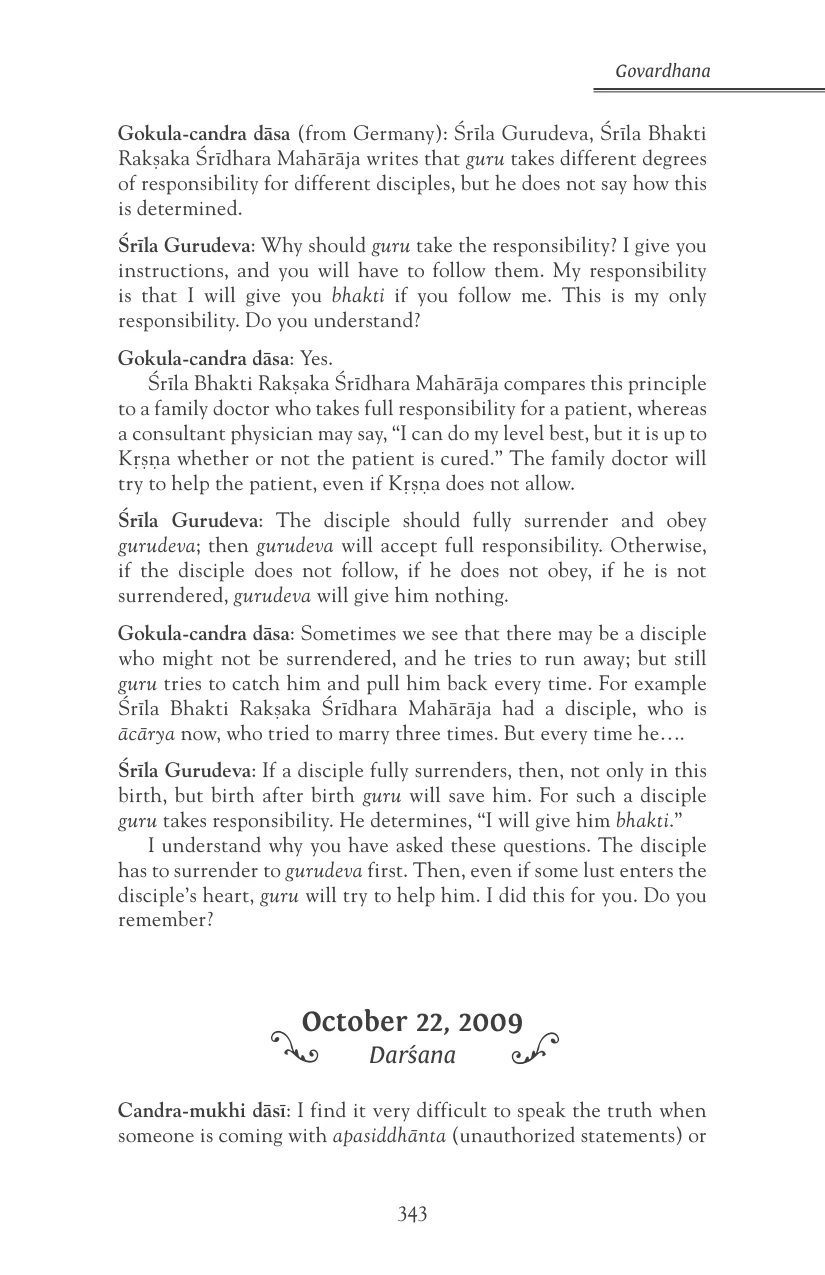 Govardhana
Gokula-candra dāsa (from Germany): Śrīla Gurudeva, Śrīla Bhakti
Rakṣaka Śrīdhara Mahārāja writes that guru takes different degrees
of responsibility for different disciples, but he does not say how this
is determined.
Śrīla Gurudeva: Why should guru take the responsibility? I give you
instructions, and you will have to follow them. My responsibility
is that I will give you bhakti if you follow me. This is my only
responsibility. Do you understand?
Gokula-candra dāsa: Yes.
Śrīla Bhakti Rakṣaka Śrīdhara Mahārāja compares this principle
to a family doctor who takes full responsibility for a patient, whereas
a consultant physician may say, “I can do my level best, but it is up to
Kṛṣṇa whether or not the patient is cured.” The family doctor will
try to help the patient, even if Kṛṣṇa does not allow.
Śrīla Gurudeva: The disciple should fully surrender and obey
gurudeva; then gurudeva will accept full responsibility. Otherwise,
if the disciple does not follow, if he does not obey, if he is not
surrendered, gurudeva will give him nothing.
Gokula-candra dāsa: Sometimes we see that there may be a disciple
who might not be surrendered, and he tries to run away; but still
guru tries to catch him and pull him back every time. For example
Śrīla Bhakti Rakṣaka Śrīdhara Mahārāja had a disciple, who is
ācārya now, who tried to marry three times. But every time he….
Śrīla Gurudeva: If a disciple fully surrenders, then, not only in this
birth, but birth after birth guru will save him. For such a disciple
guru takes responsibility. He determines, “I will give him bhakti.”
I understand why you have asked these questions. The disciple
has to surrender to gurudeva first. Then, even if some lust enters the
disciple’s heart, guru will try to help him. I did this for you. Do you
remember?
October 22, 2009
Darśana
Candra-mukhi dāsī: I find it very difficult to speak the truth when
someone is coming with apasiddhānta (unauthorized statements) or
343